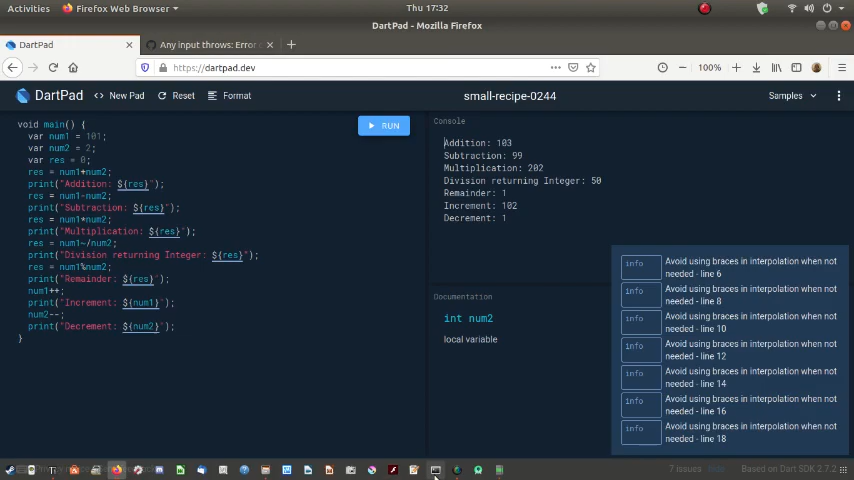 Activities
Firefox Web Browser
Thu 17:32
DartPad - Mozilla Firefox
DartPad
Any input throws: Error
https://dartpad.dev
100%
DartPad
New Pad
Reset
Format
small-recipe-0244
Samples
RUN
void main() {
var num1 = 101;
var num2 = 2;
var res = 0;
res = num1+num2;
print("Addition: ${res}");
res = num1-num2;
print("Subtraction: ${res}");
res = num1*num2;
print("Multiplication: ${res}");
res = num1~/num2;
print("Division returning Integer: ${res}");
res = num1%num2;
print("Remainder: ${res}");
num1++;
print("Increment: ${num1}");
num2--;
print("Decrement: ${num2}");
}
Console
Addition: 103
Subtraction: 99
Multiplication: 202
Division returning Integer: 50
Remainder: 1
Increment: 102
Decrement: 1
Documentation
int num2
local variable
info
Avoid using braces in interpolation when not
needed - line 6
info
Avoid using braces in interpolation when not
needed - line 8
info
Avoid using braces in interpolation when not
needed - line 10
info
Avoid using braces in interpolation when not
needed - line 12
info
Avoid using braces in interpolation when not
needed - line 14
info
Avoid using braces in interpolation when not
needed - line 16
info
Avoid using braces in interpolation when not
needed - line 18
7 issues
hide
Based on Dart SDK 2.7.2